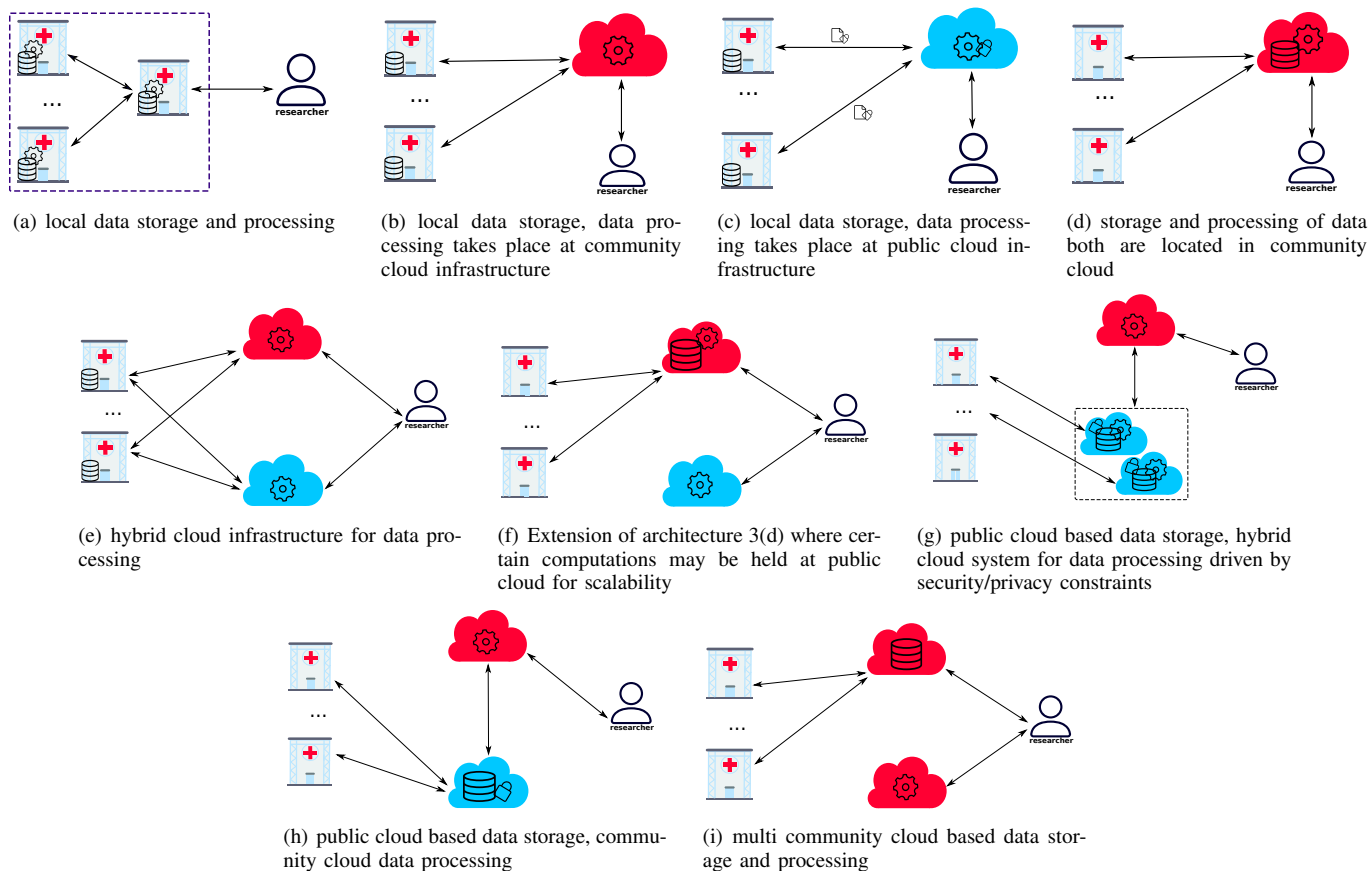 researcher
...
...
researcher
...
researcher
...
researcher
(a) local data storage and processing
(b) local data storage, data pro-
cessing takes place at community
cloud infrastructure
(c) local data storage, data process-
ing takes place at public cloud in-
frastructure
(d) storage and processing of data
both are located in community
cloud
...
researcher
...
researcher
...
researcher
(e) hybrid cloud infrastructure for data pro-
cessing
(f) Extension of architecture 3(d) where cer-
tain computations may be held at public
cloud for scalability
(g) public cloud based data storage, hybrid
cloud system for data processing driven by
security/privacy constraints
...
researcher
...
researcher
(h) public cloud based data storage, commu-
nity cloud data processing
(i) multi community cloud based data stor-
age and processing